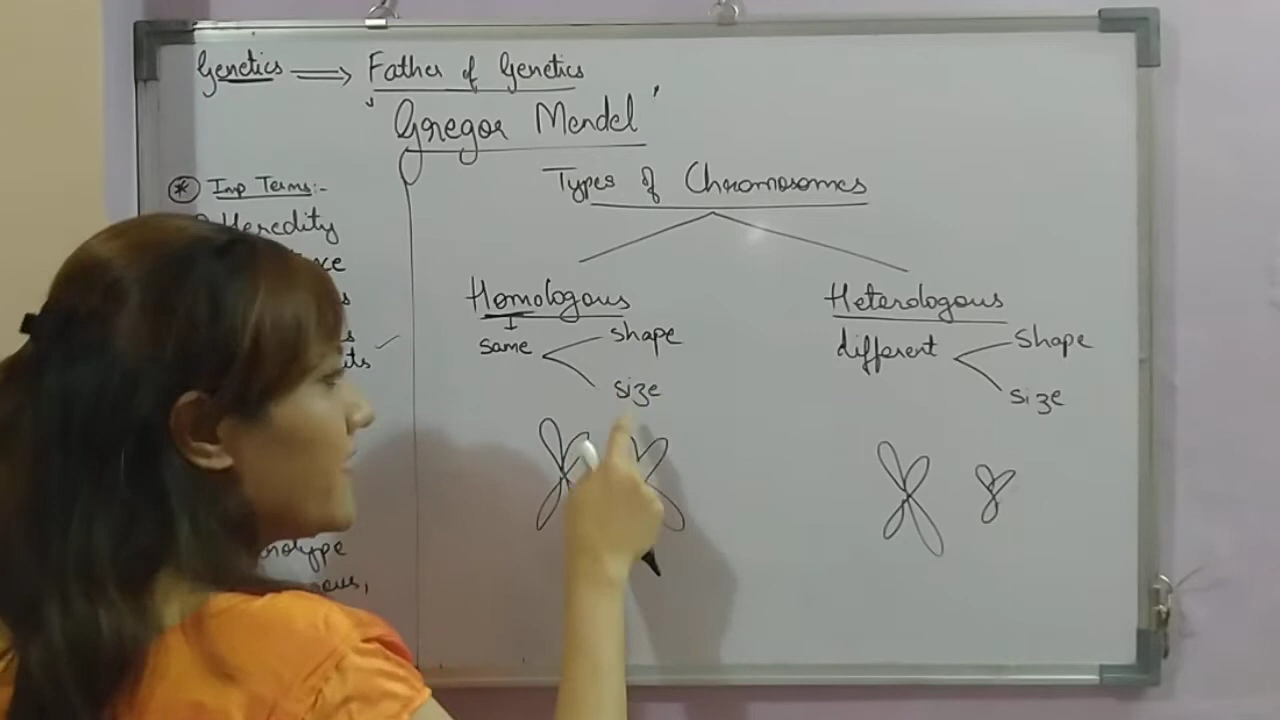 Genetics ⟹ Father of Genetics
' Gregor Mendel '
* Imp Terms:-
Heredity
Types of Chromosomes
Homologous
same
shape
size
Heterologous
different
shape
size